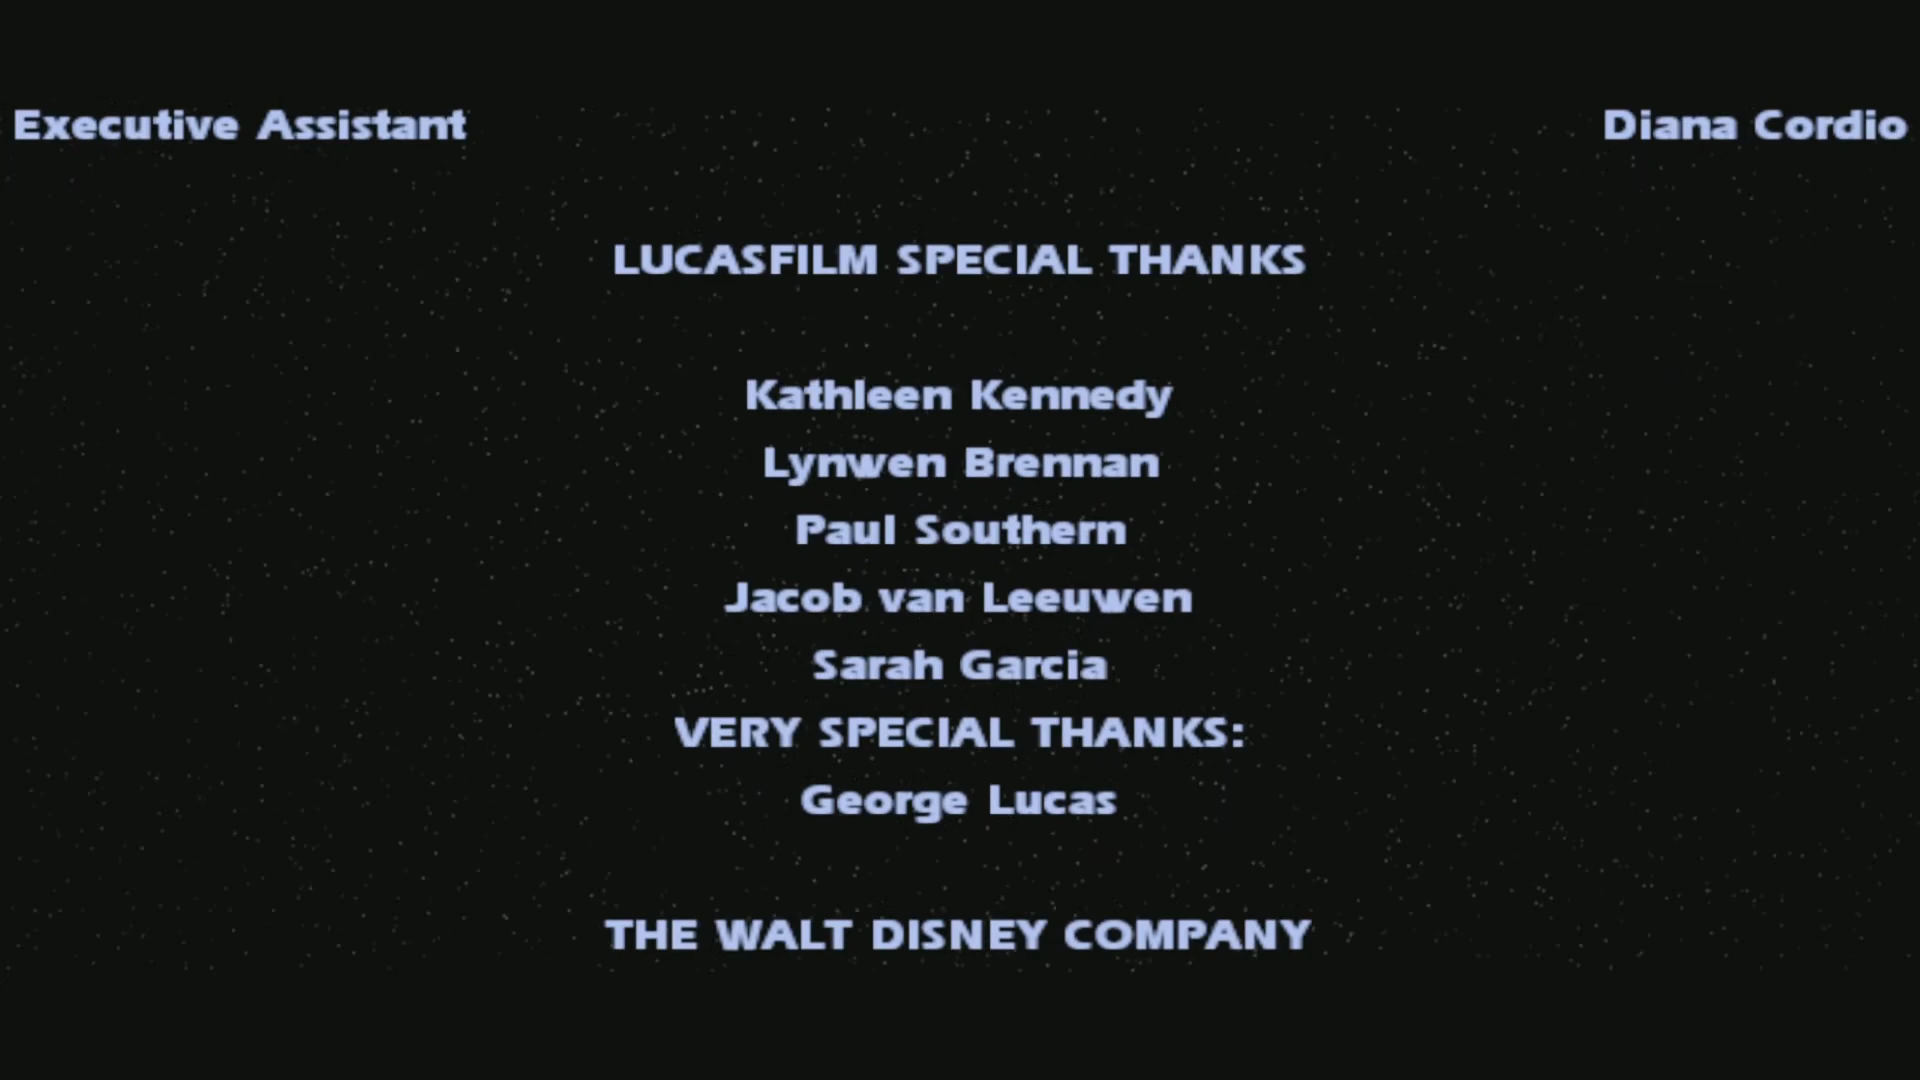 Executive Assistant Diana Cordio
LUCASFILM SPECIAL THANKS
Kathleen Kennedy
Lynwen Brennan
Paul Southern
Jacob van Leeuwen
Sarah Garcia
VERY SPECIAL THANKS:
George Lucas
THE WALT DISNEY COMPANY